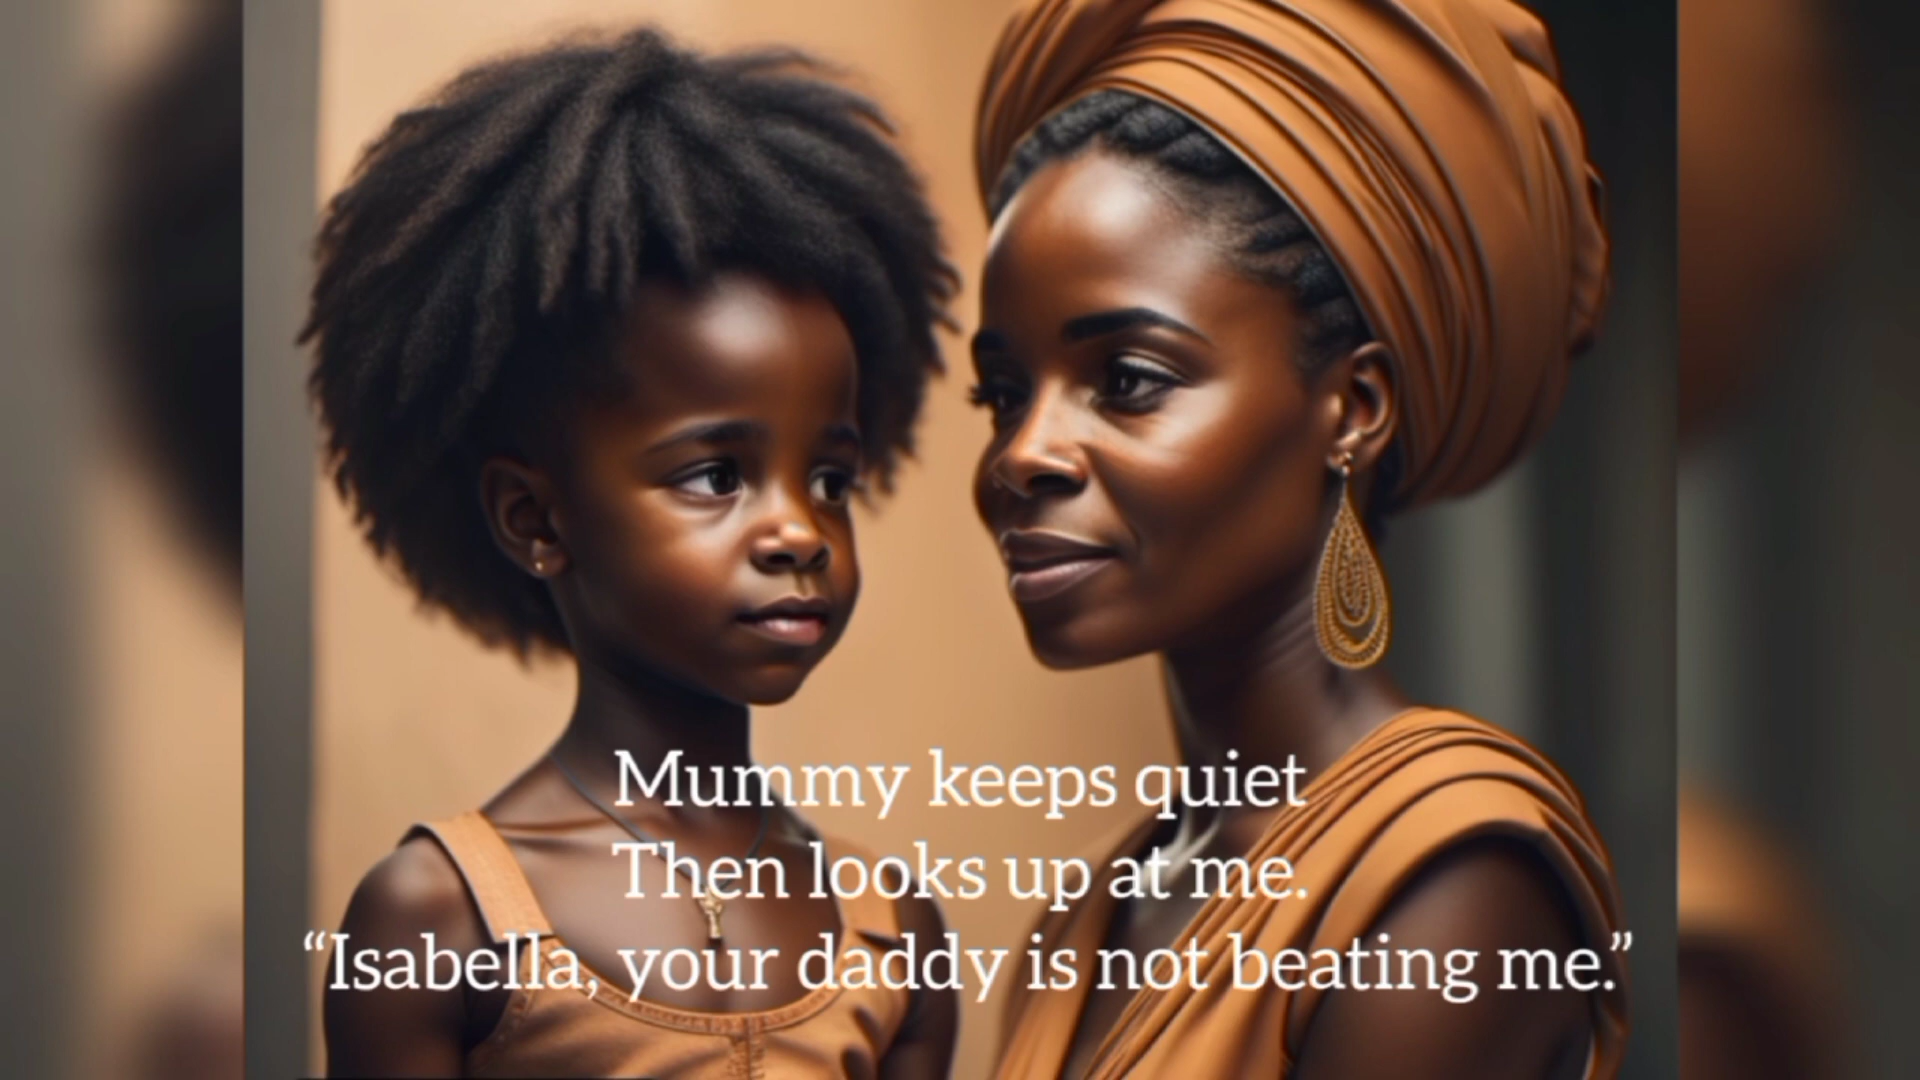 Mummy keeps quiet
Then looks up at me.
“Isabella, your daddy is not beating me.”